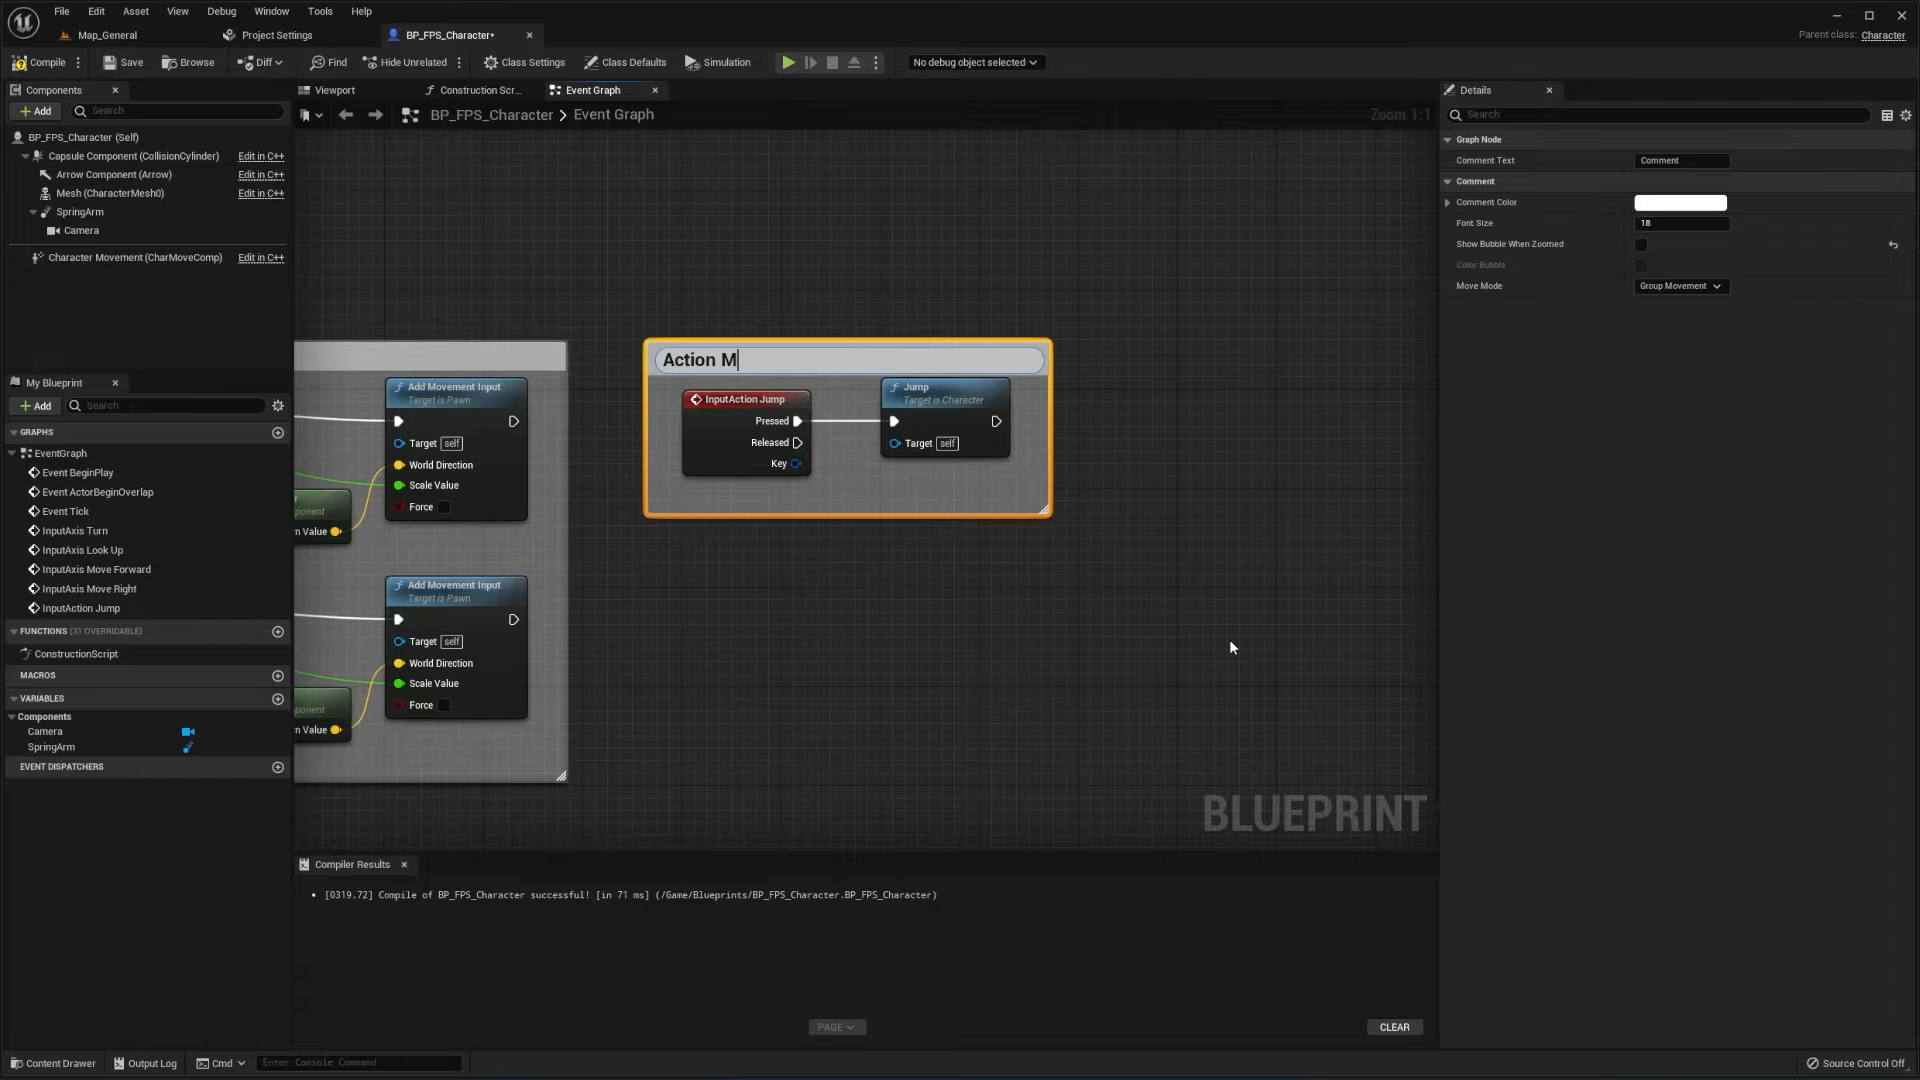 File Edit Asset View Debug Window Tools Help
Map_General Project Settings BP_FPS_Character*
Parent class: Character
Compile Save Browse Diff Find Hide Unrelated Class Settings Class Defaults Simulation No debug object selected
Components
Viewport Construction Scr... Event Graph
Details
Add Search
BP_FPS_Character > Event Graph
Zoom 1:1
Search
BP_FPS_Character (Self)
Capsule Component (CollisionCylinder) Edit in C++
Arrow Component (Arrow) Edit in C++
Mesh (CharacterMesh0) Edit in C++
SpringArm
Camera
Character Movement (CharMoveComp) Edit in C++
Graph Node
Comment Text Comment
Comment
Comment Color
Font Size 18
Show Bubble When Zoomed
Color Bubble
Move Mode Group Movement
My Blueprint
Add Search
GRAPHS
EventGraph
Event BeginPlay
Event ActorBeginOverlap
Event Tick
InputAxis Turn
InputAxis Look Up
InputAxis Move Forward
InputAxis Move Right
InputAction Jump
FUNCTIONS (31 OVERRIDABLE)
ConstructionScript
MACROS
VARIABLES
Components
Camera
SpringArm
EVENT DISPATCHERS
Add Movement Input
Target is Pawn
Target self
World Direction
Scale Value
Force
ponent
n Value
Add Movement Input
Target is Pawn
Target self
World Direction
Scale Value
Force
ponent
n Value
Action M
InputAction Jump
Pressed
Released
Key
Jump
Target is Character
Target self
BLUEPRINT
Compiler Results
• [0319.72] Compile of BP_FPS_Character successful! [in 71 ms] (/Game/Blueprints/BP_FPS_Character.BP_FPS_Character)
PAGE CLEAR
Content Drawer Output Log Cmd Enter Console Command Source Control Off